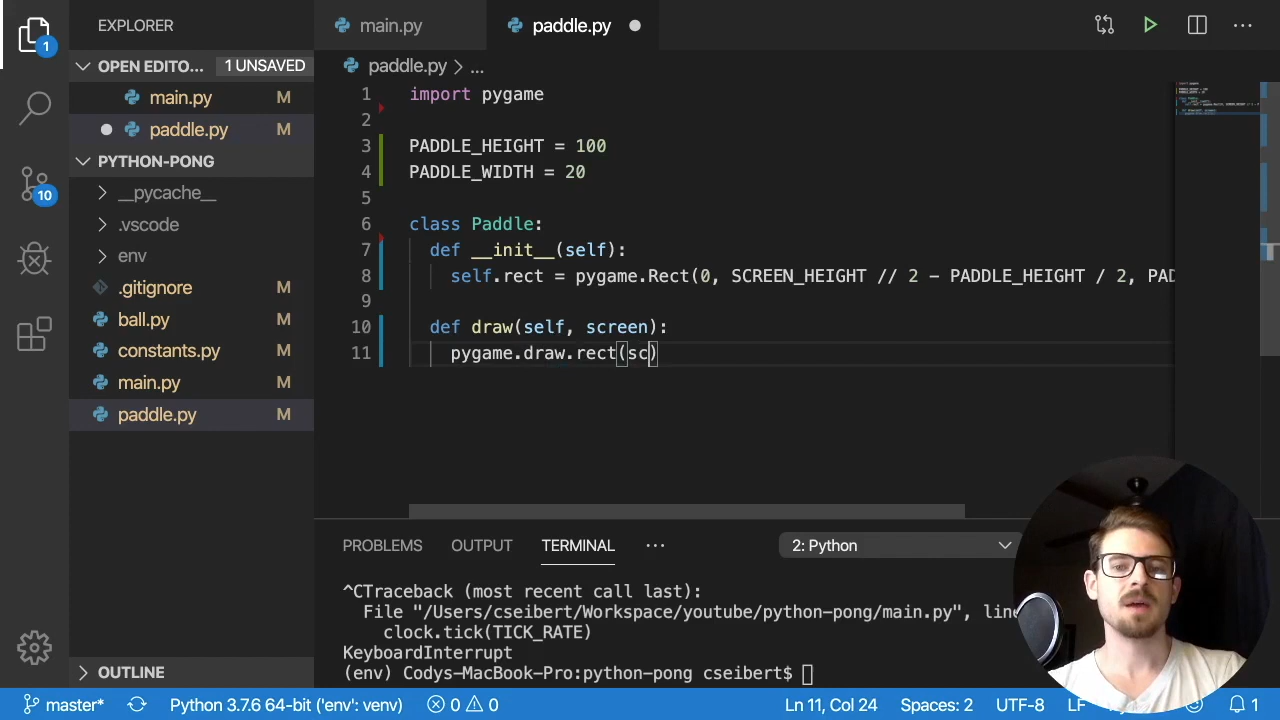 EXPLORER
main.py
paddle.py
1
OPEN EDITO... 1 UNSAVED
main.py M
paddle.py M
PYTHON-PONG
__pycache__
.vscode
env
.gitignore M
ball.py M
constants.py M
main.py M
paddle.py M
OUTLINE
10
paddle.py > ...
1 import pygame
2
3 PADDLE_HEIGHT = 100
4 PADDLE_WIDTH = 20
5
6 class Paddle:
7 def __init__(self):
8 self.rect = pygame.Rect(0, SCREEN_HEIGHT // 2 - PADDLE_HEIGHT / 2, PAD
9
10 def draw(self, screen):
11 pygame.draw.rect(sc)
PROBLEMS OUTPUT TERMINAL ... 2: Python
^CTraceback (most recent call last):
File "/Users/cseibert/Workspace/youtube/python-pong/main.py", line
clock.tick(TICK_RATE)
KeyboardInterrupt
(env) Codys-MacBook-Pro:python-pong cseibert$
master* Python 3.7.6 64-bit ('env': venv) 0 0 Ln 11, Col 24 Spaces: 2 UTF-8 LF 1